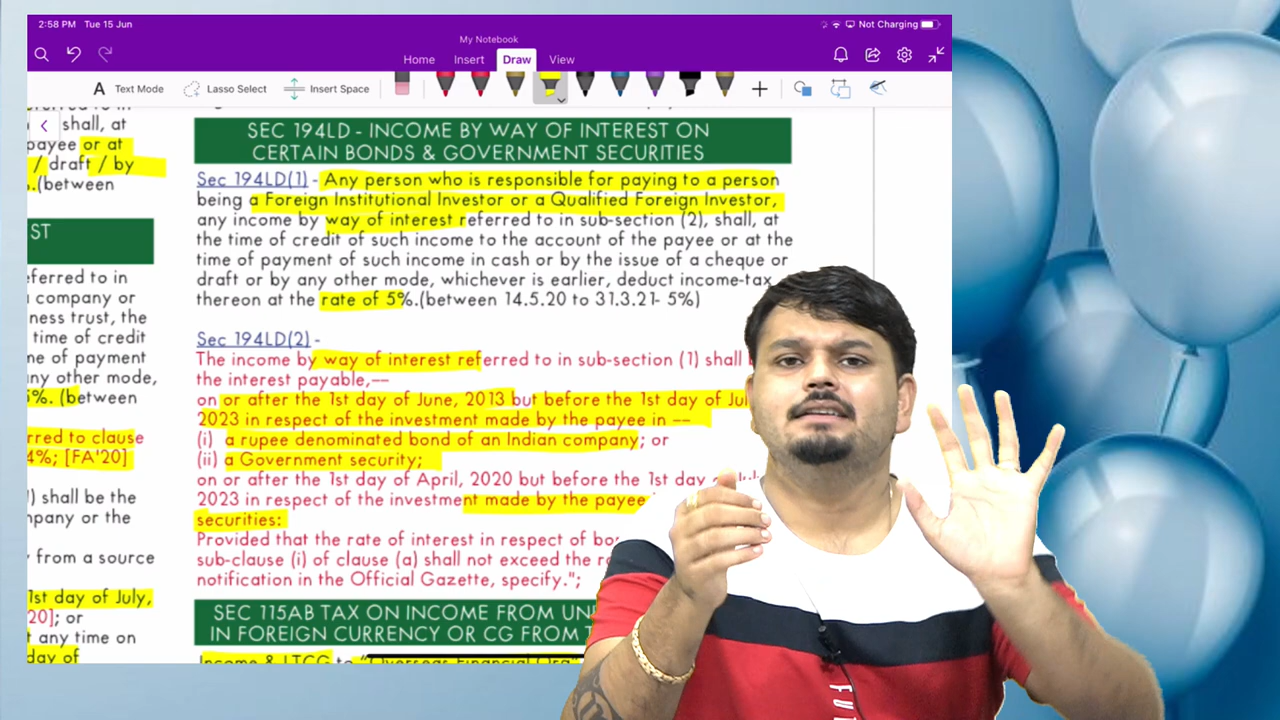 2:58 PM Tue 15 Jun
Not Charging
My Notebook
Home Insert Draw View
A Text Mode Lasso Select Insert Space
shall, at
payee or at
/ draft / by
.(between
ST
eferred to in
company or
ness trust, the
time of credit
ne of payment
any other mode,
5%. (between
rred to clause
4%; [FA'20]
) shall be the
npany or the
from a source
1st day of July,
20]; or
t any time on
day of
SEC 194LD - INCOME BY WAY OF INTEREST ON
CERTAIN BONDS & GOVERNMENT SECURITIES
Sec 194LD(1) - Any person who is responsible for paying to a person
being a Foreign Institutional Investor or a Qualified Foreign Investor,
any income by way of interest referred to in sub-section (2), shall, at
the time of credit of such income to the account of the payee or at the
time of payment of such income in cash or by the issue of a cheque or
draft or by any other mode, whichever is earlier, deduct income-tax
thereon at the rate of 5%.(between 14.5.20 to 31.3.21- 5%)
Sec 194LD(2) -
The income by way of interest referred to in sub-section (1) shall
the interest payable,––
on or after the 1st day of June, 2013 but before the 1st day of Ju
2023 in respect of the investment made by the payee in ––
(i) a rupee denominated bond of an Indian company; or
(ii) a Government security;
on or after the 1st day of April, 2020 but before the 1st day
2023 in respect of the investment made by the payee
securities:
Provided that the rate of interest in respect of bo
sub-clause (i) of clause (a) shall not exceed the ra
notification in the Official Gazette, specify.";
SEC 115AB TAX ON INCOME FROM UN
IN FOREIGN CURRENCY OR CG FROM T
Income & LTCG to "Overseas Financial Org"
FU